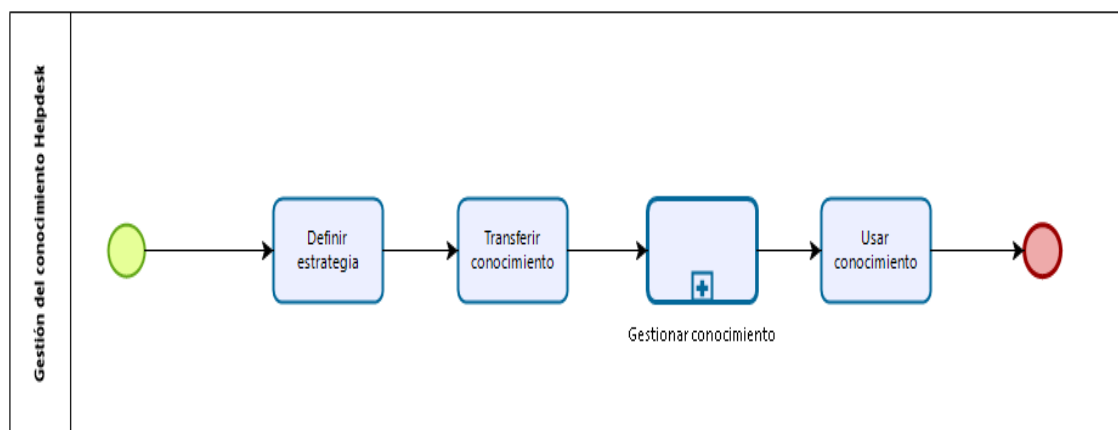 Gestión del conocimiento Helpdesk
Definir
estrategia
Transferir
conocimiento
Gestionar conocimiento
Usar
conocimiento